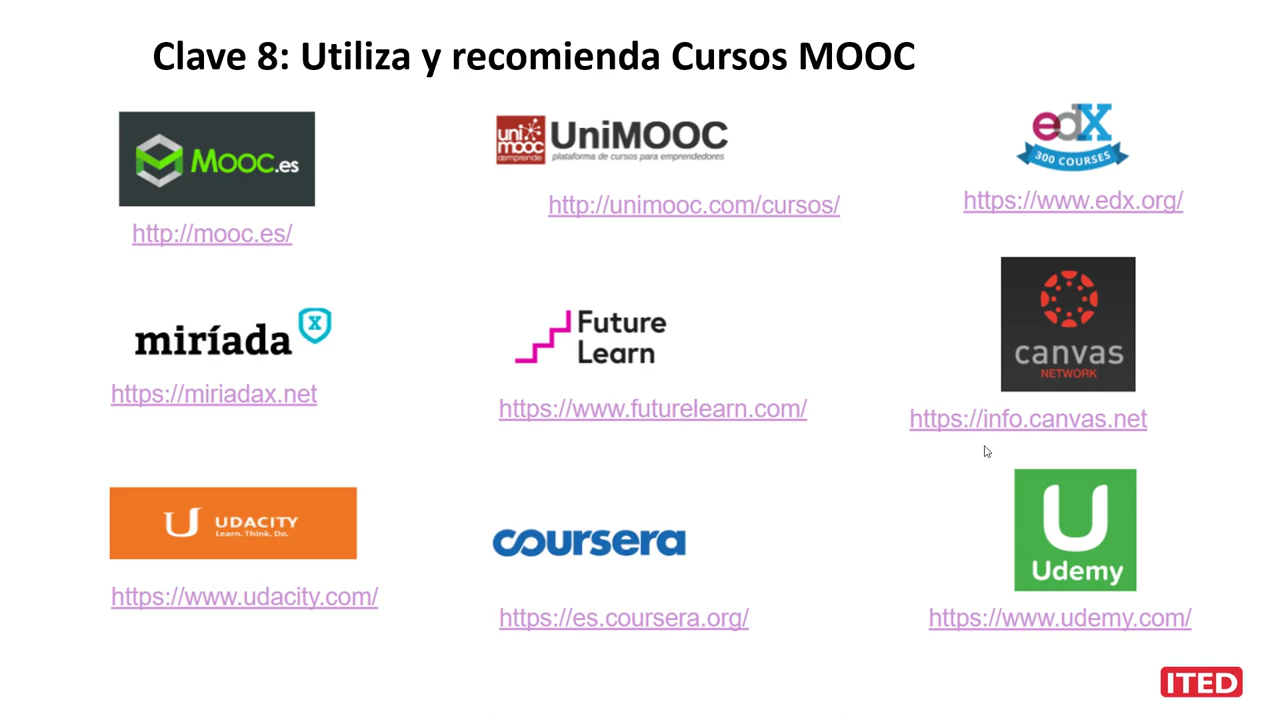 Clave 8: Utiliza y recomienda Cursos MOOC
Mooc.es
http://mooc.es/
uni
mooc
æmprende
UniMOOC
plataforma de cursos para emprendedores
http://unimooc.com/cursos/
edX
300 COURSES
https://www.edx.org/
miríada X
https://miriadax.net
Future
Learn
https://www.futurelearn.com/
canvas
NETWORK
https://info.canvas.net
UDACITY
Learn. Think. Do.
https://www.udacity.com/
coursera
https://es.coursera.org/
Udemy
https://www.udemy.com/
ITED